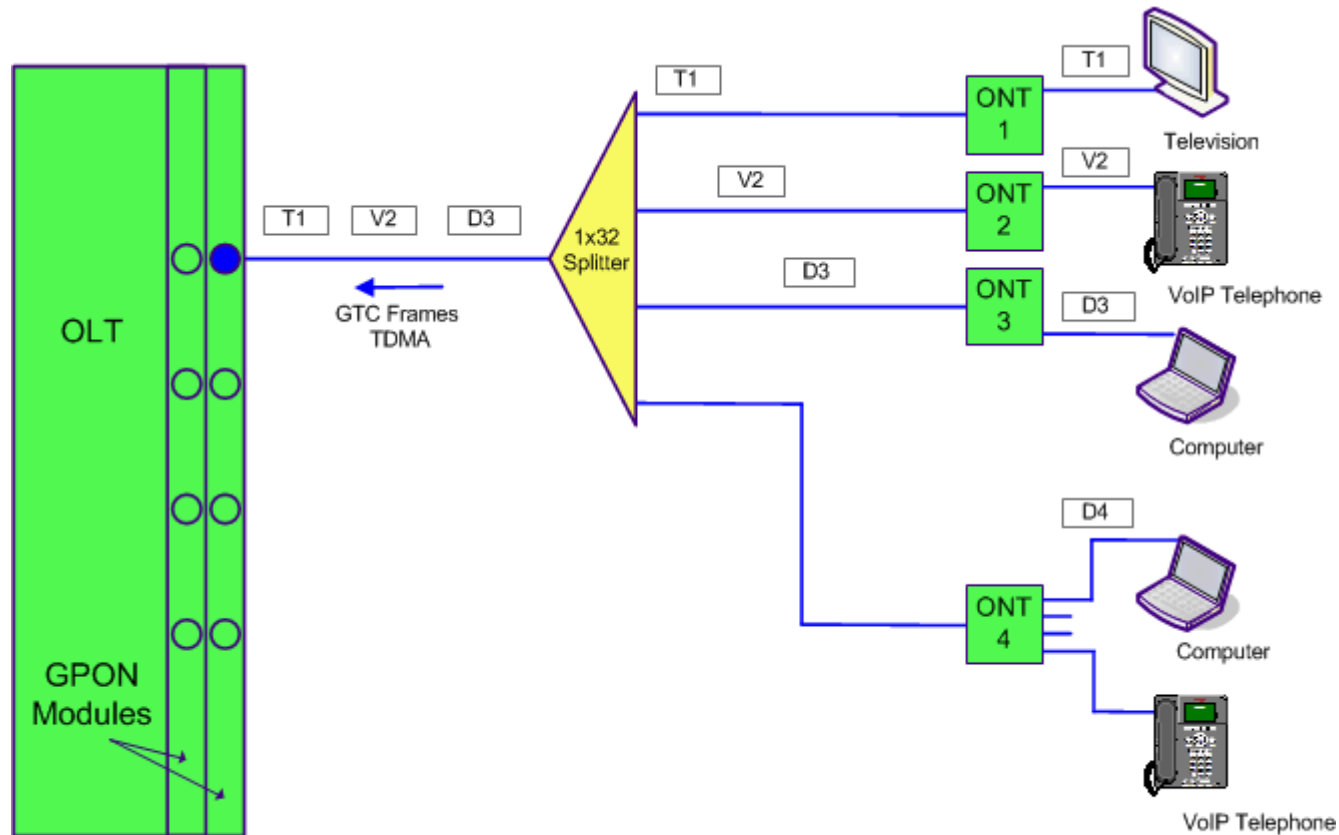 OLT
GPON
Modules
T1
V2
D3
GTC Frames
TDMA
1x32
Splitter
T1
V2
D3
ONT
1
T1
Television
ONT
2
V2
VoIP Telephone
ONT
3
D3
Computer
ONT
4
D4
Computer
VoIP Telephone